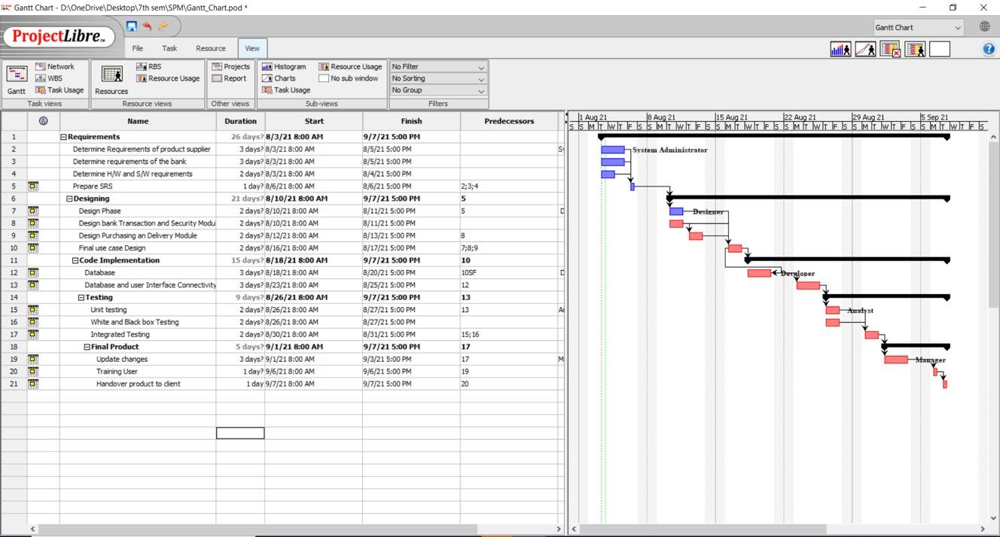 Gantt Chart - D:\OneDrive\Desktop\7th sem\SPM\Gantt_Chart.pod *
ProjectLibre™
Gantt Chart
File Task Resource View
Network RBS Projects Histogram Resource Usage No Filter
WBS Resource Usage Report Charts No sub window No Sorting
Gantt Task Usage Resources Task Usage No Group
Task views Resource views Other views Sub-views Filters
Name Duration Start Finish Predecessors
1 Aug 21 8 Aug 21 15 Aug 21 22 Aug 21 29 Aug 21 5 Sep 21
S S M T W T F S S M T W T F S S M T W T F S S M T W T F S S M T W T F S S M T W T F S
1 Requirements 26 days? 8/3/21 8:00 AM 9/7/21 5:00 PM
2 Determine Requirements of product supplier 3 days? 8/3/21 8:00 AM 8/5/21 5:00 PM Sy System Administrator
3 Determine requirements of the bank 3 days? 8/3/21 8:00 AM 8/5/21 5:00 PM
4 Determine H/W and S/W requirements 2 days? 8/3/21 8:00 AM 8/4/21 5:00 PM
5 Prepare SRS 1 day? 8/6/21 8:00 AM 8/6/21 5:00 PM 2;3;4
6 Designing 21 days? 8/10/21 8:00 AM 9/7/21 5:00 PM 5
7 Design Phase 2 days? 8/10/21 8:00 AM 8/11/21 5:00 PM 5 D Designer
8 Design bank Transaction and Security Modu 2 days? 8/10/21 8:00 AM 8/11/21 5:00 PM
9 Design Purchasing an Delivery Module 2 days? 8/12/21 8:00 AM 8/13/21 5:00 PM 8
10 Final use case Design 2 days? 8/16/21 8:00 AM 8/17/21 5:00 PM 7;8;9
11 Code Implementation 15 days? 8/18/21 8:00 AM 9/7/21 5:00 PM 10
12 Database 3 days? 8/18/21 8:00 AM 8/20/21 5:00 PM 10SF D Developer
13 Database and user Interface Connectivity 3 days? 8/23/21 8:00 AM 8/25/21 5:00 PM 12
14 Testing 9 days? 8/26/21 8:00 AM 9/7/21 5:00 PM 13
15 Unit testing 2 days? 8/26/21 8:00 AM 8/27/21 5:00 PM 13 Ar Analyst
16 White and Black box Testing 2 days? 8/26/21 8:00 AM 8/27/21 5:00 PM
17 Integrated Testing 2 days? 8/30/21 8:00 AM 8/31/21 5:00 PM 15;16
18 Final Product 5 days? 9/1/21 8:00 AM 9/7/21 5:00 PM 17
19 Update changes 3 days? 9/1/21 8:00 AM 9/3/21 5:00 PM 17 M Manager
20 Training User 1 day? 9/6/21 8:00 AM 9/6/21 5:00 PM 19
21 Handover product to client 1 day 9/7/21 8:00 AM 9/7/21 5:00 PM 20